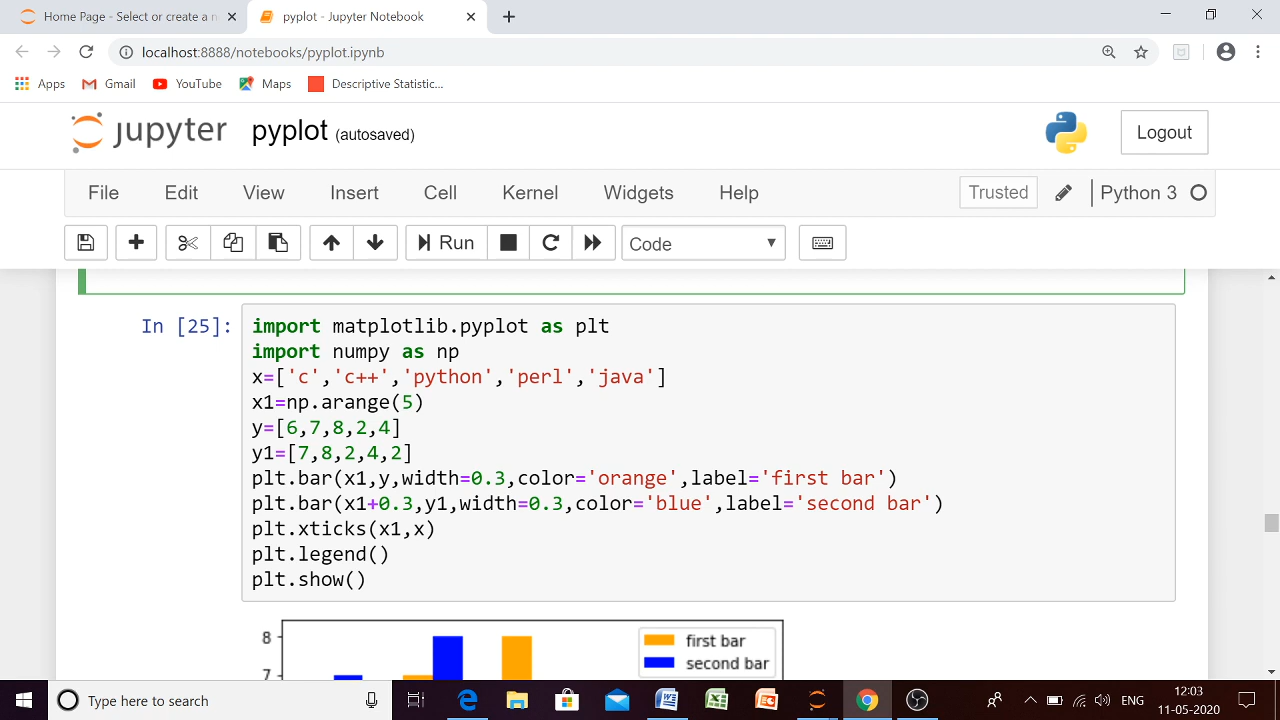 Home Page - Select or create a n
pyplot - Jupyter Notebook
localhost:8888/notebooks/pyplot.ipynb
Apps Gmail YouTube Maps Descriptive Statistic...
jupyter pyplot (autosaved) Logout
File Edit View Insert Cell Kernel Widgets Help Trusted Python 3
Run Code
In [25]:
import matplotlib.pyplot as plt
import numpy as np
x=['c','c++','python','perl','java']
x1=np.arange(5)
y=[6,7,8,2,4]
y1=[7,8,2,4,2]
plt.bar(x1,y,width=0.3,color='orange',label='first bar')
plt.bar(x1+0.3,y1,width=0.3,color='blue',label='second bar')
plt.xticks(x1,x)
plt.legend()
plt.show()
8
first bar
second bar
7
Type here to search
ENG
12:03
11-05-2020